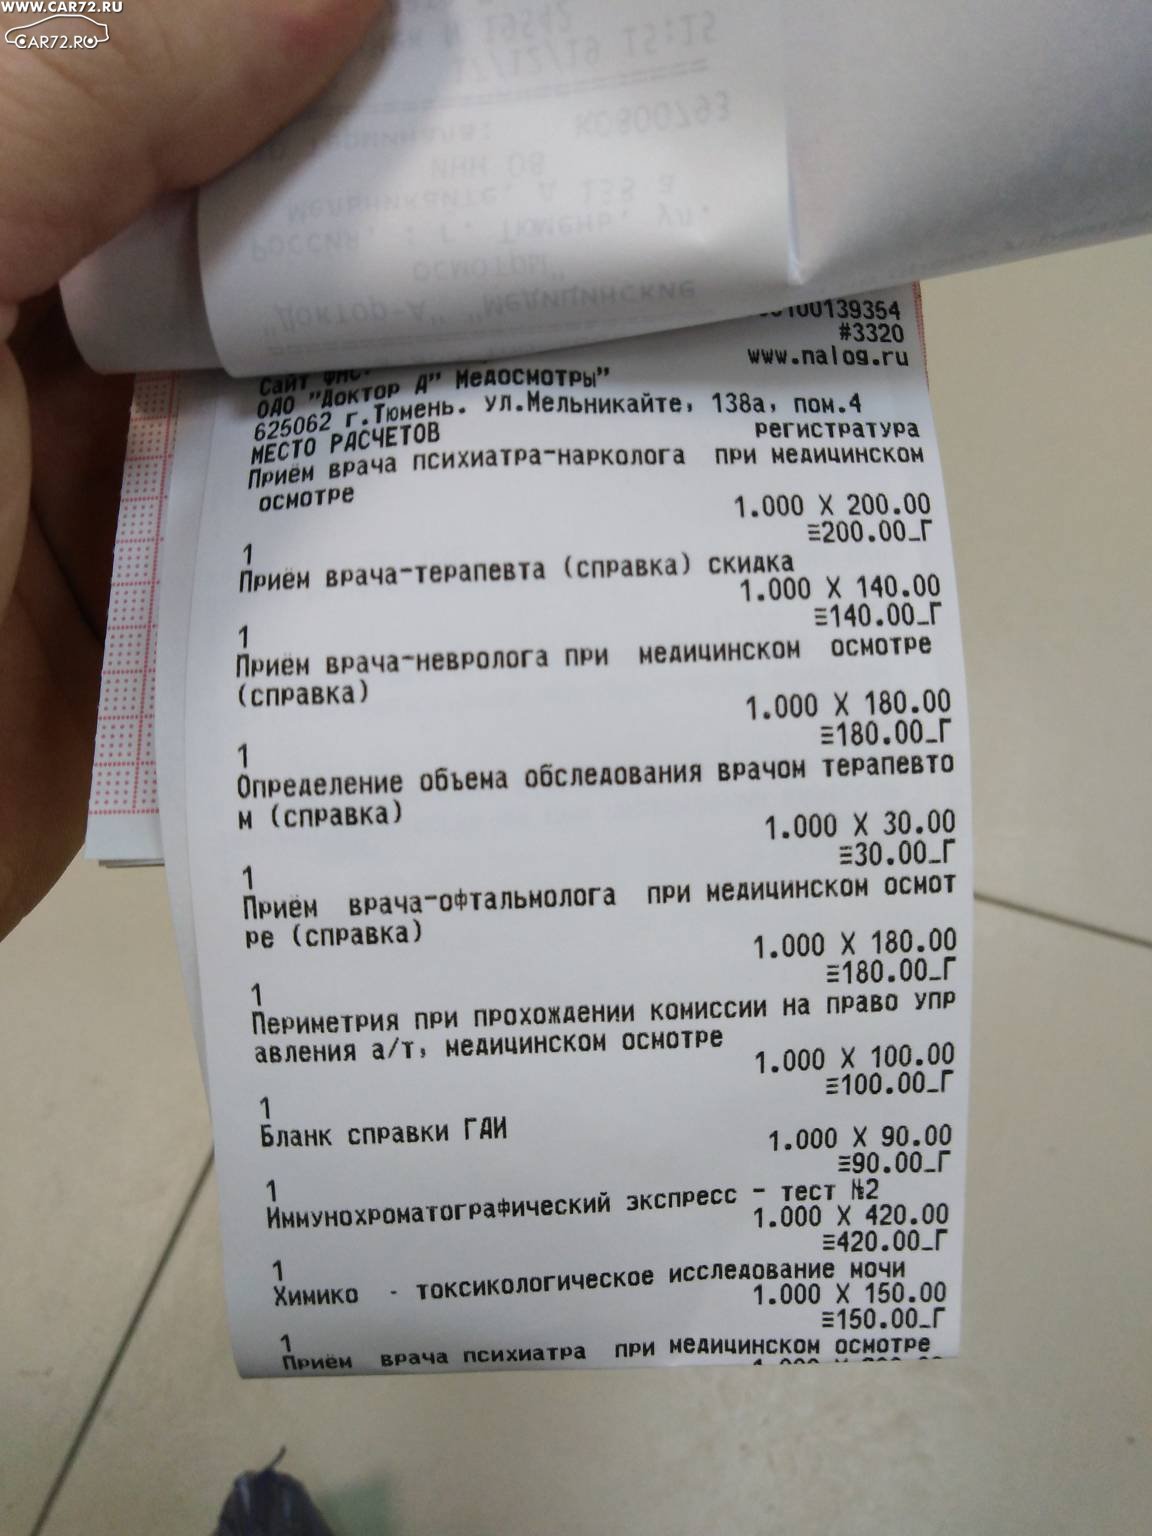 WWW.CAR72.RU
CAR72.RU
00139354
#3320
www.nalog.ru
Сайт ФНС
ОАО "Доктор А" Медосмотры"
625062 г.Тюмень. ул.Мельникайте, 138а, пом.4
МЕСТО РАСЧЕТОВ регистратура
Приём врача психиатра-нарколога при медицинском
осмотре
1.000 X 200.00
1 ≡200.00_Г
Приём врача-терапевта (справка) скидка
1.000 X 140.00
1 ≡140.00_Г
Приём врача-невролога при медицинском осмотре
(справка)
1.000 X 180.00
1 ≡180.00_Г
Определение объема обследования врачом терапевто
м (справка)
1.000 X 30.00
1 ≡30.00_Г
Приём врача-офтальмолога при медицинском осмот
ре (справка)
1.000 X 180.00
1 ≡180.00_Г
Периметрия при прохождении комиссии на право упр
авления а/т, медицинском осмотре
1.000 X 100.00
1 ≡100.00_Г
Бланк справки ГАИ
1.000 X 90.00
1 ≡90.00_Г
Иммунохроматографический экспресс - тест №2
1.000 X 420.00
1 ≡420.00_Г
Химико - токсикологическое исследование мочи
1.000 X 150.00
1 ≡150.00_Г
Приём врача психиатра при медицинском осмотре